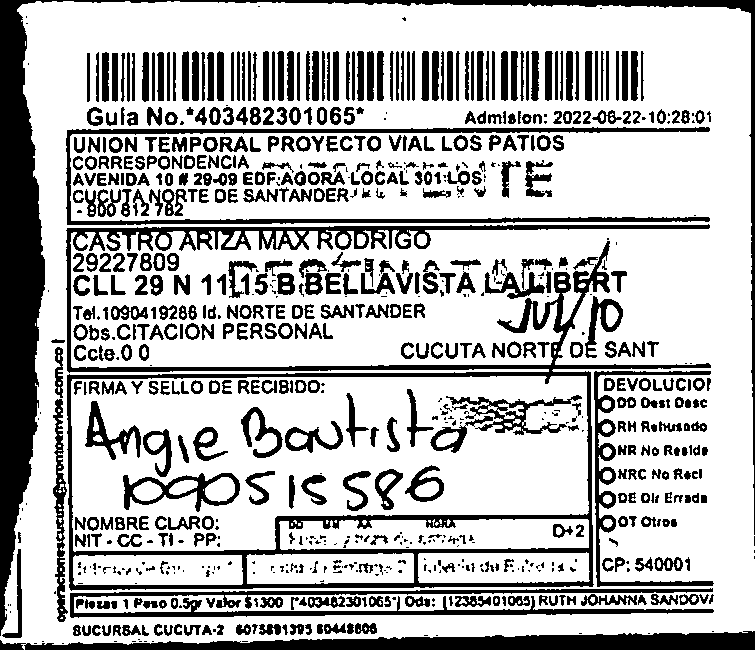 Guia No.*403482301065*
Admision: 2022-06-22-10:28:01
UNION TEMPORAL PROYECTO VIAL LOS PATIOS
CORRESPONDENCIA
AVENIDA 10 # 29-09 EDF:AGORA LOCAL 301 LOS
CUCUTA NORTE DE SANTANDER
- 900 812 782
CASTRO ARIZA MAX RODRIGO
29227809
DESTINATARIO
CLL 29 N 11 15 B BELLAVISTA LA LIBERT
Tel.1090419286 Id. NORTE DE SANTANDER
JUL/10
Obs.CITACION PERSONAL
Ccte.0 0
CUCUTA NORTE DE SANT
FIRMA Y SELLO DE RECIBIDO:
Angie Bautista
1090515586
NOMBRE CLARO:
NIT - CC - TI - PP:
DD MM AA HORA
D+2
DEVOLUCION
DD Dest Desc
RH Rehusado
NR No Reside
NRC No Recl
DE Dir Errada
OT Otros
CP: 540001
Piezas 1 Peso 0.5gr Valor $1300 [*403482301065*] Ods: [12385401065] RUTH JOHANNA SANDOVA
SUCURSAL CUCUTA-2 6075891395 60448606
operacionescucuta@prontoenvios.com.co